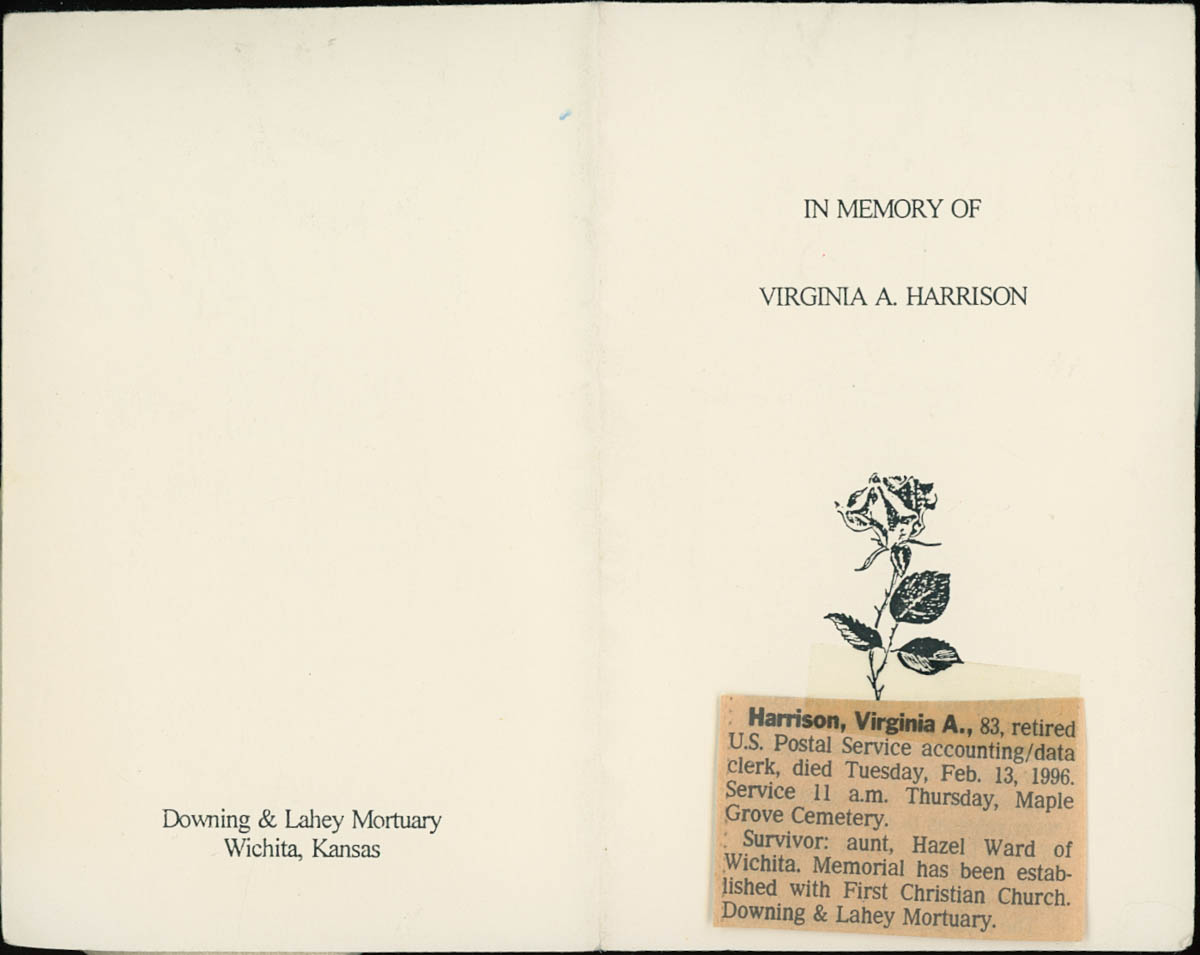 Downing & Lahey Mortuary
Wichita, Kansas
IN MEMORY OF
VIRGINIA A. HARRISON
Harrison, Virginia A., 83, retired
U.S. Postal Service accounting/data
clerk, died Tuesday, Feb. 13, 1996.
Service 11 a.m. Thursday, Maple
Grove Cemetery.
Survivor: aunt, Hazel Ward of
Wichita. Memorial has been estab-
lished with First Christian Church.
Downing & Lahey Mortuary.